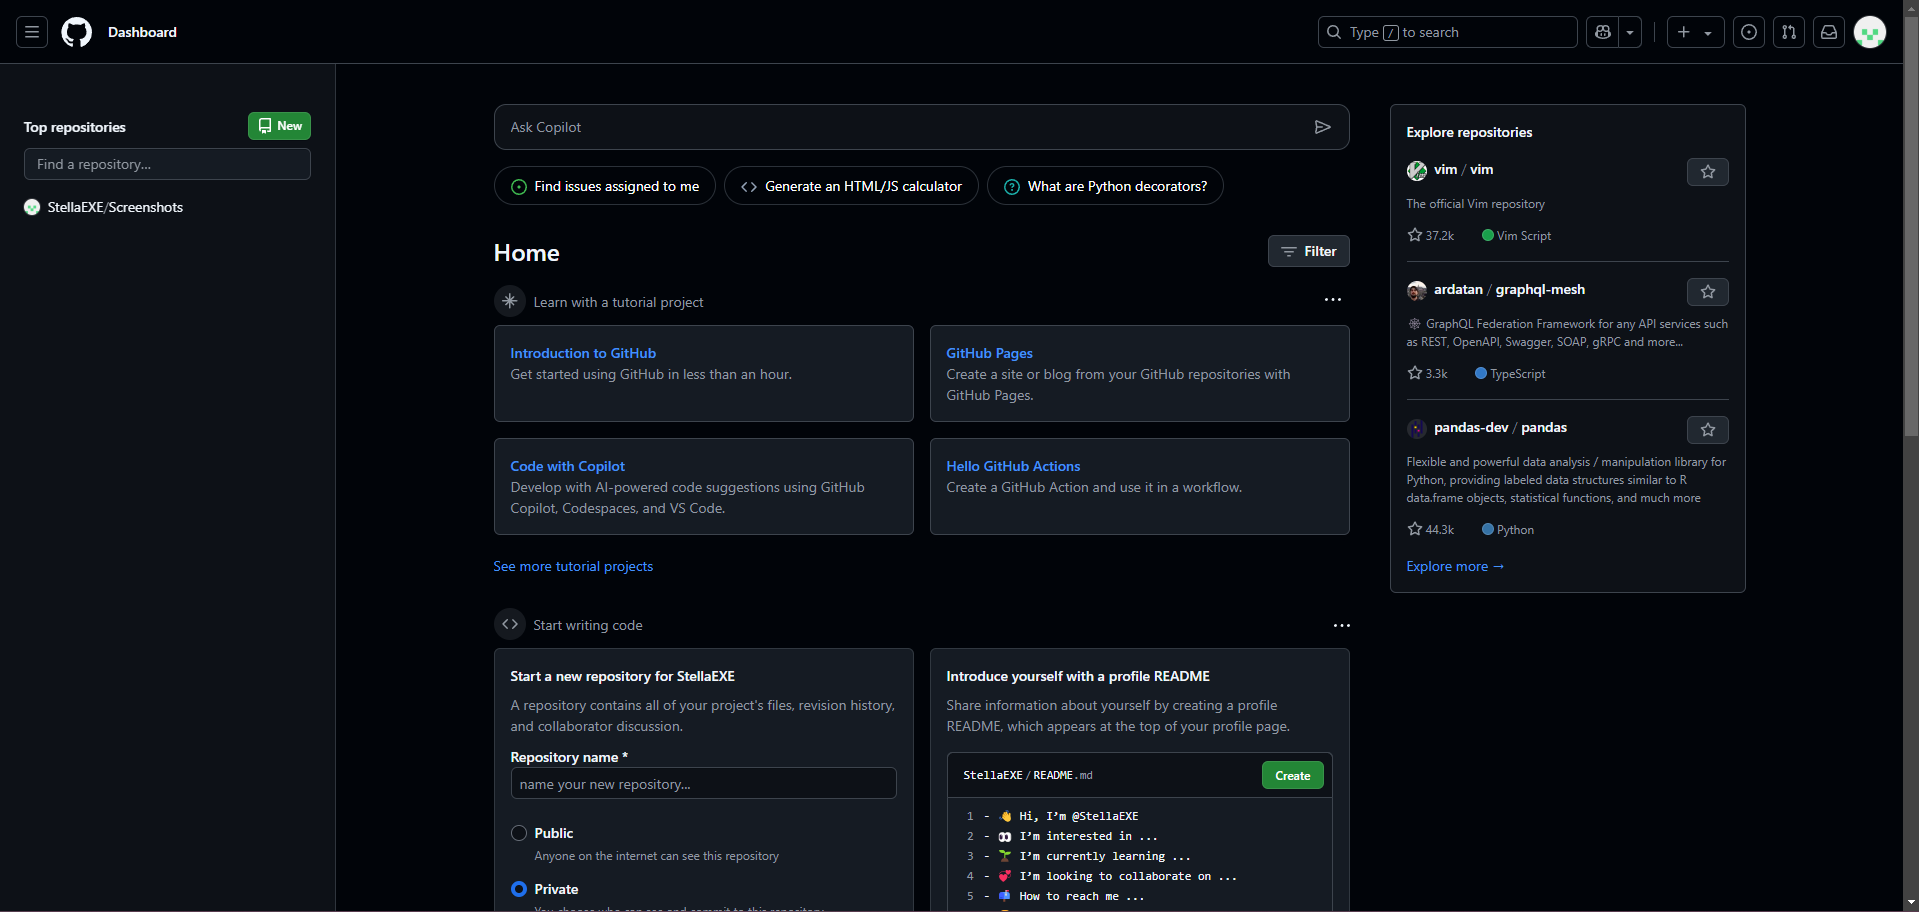 Dashboard
Type / to search
Top repositories
New
Find a repository...
StellaEXE/Screenshots
Ask Copilot
Find issues assigned to me
Generate an HTML/JS calculator
What are Python decorators?
Home
Filter
Learn with a tutorial project
Introduction to GitHub
Get started using GitHub in less than an hour.
GitHub Pages
Create a site or blog from your GitHub repositories with
GitHub Pages.
Code with Copilot
Develop with AI-powered code suggestions using GitHub
Copilot, Codespaces, and VS Code.
Hello GitHub Actions
Create a GitHub Action and use it in a workflow.
See more tutorial projects
Start writing code
Start a new repository for StellaEXE
A repository contains all of your project's files, revision history,
and collaborator discussion.
Repository name *
name your new repository...
Public
Anyone on the internet can see this repository
Private
You choose who can see and commit to this repository
Introduce yourself with a profile README
Share information about yourself by creating a profile
README, which appears at the top of your profile page.
StellaEXE / README.md
Create
1 - 👋 Hi, I’m @StellaEXE
2 - 👀 I’m interested in ...
3 - 🌱 I’m currently learning ...
4 - 💞️ I’m looking to collaborate on ...
5 - 📫 How to reach me ...
Explore repositories
vim / vim
The official Vim repository
37.2k
Vim Script
ardatan / graphql-mesh
🕸️ GraphQL Federation Framework for any API services such
as REST, OpenAPI, Swagger, SOAP, gRPC and more...
3.3k
TypeScript
pandas-dev / pandas
Flexible and powerful data analysis / manipulation library for
Python, providing labeled data structures similar to R
data.frame objects, statistical functions, and much more
44.3k
Python
Explore more →